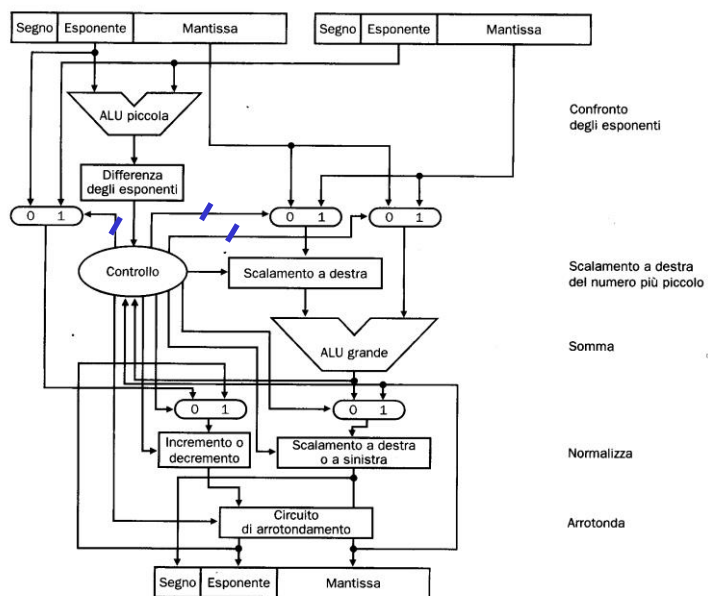 Segno Esponente Mantissa
Segno Esponente Mantissa
ALU piccola
Confronto
degli esponenti
Differenza
degli esponenti
0 1
0 1
0 1
Controllo
Scalamento a destra
Scalamento a destra
del numero più piccolo
ALU grande
Somma
0 1
0 1
Incremento o
decremento
Scalamento a destra
o a sinistra
Normalizza
Circuito
di arrotondamento
Arrotonda
Segno Esponente Mantissa